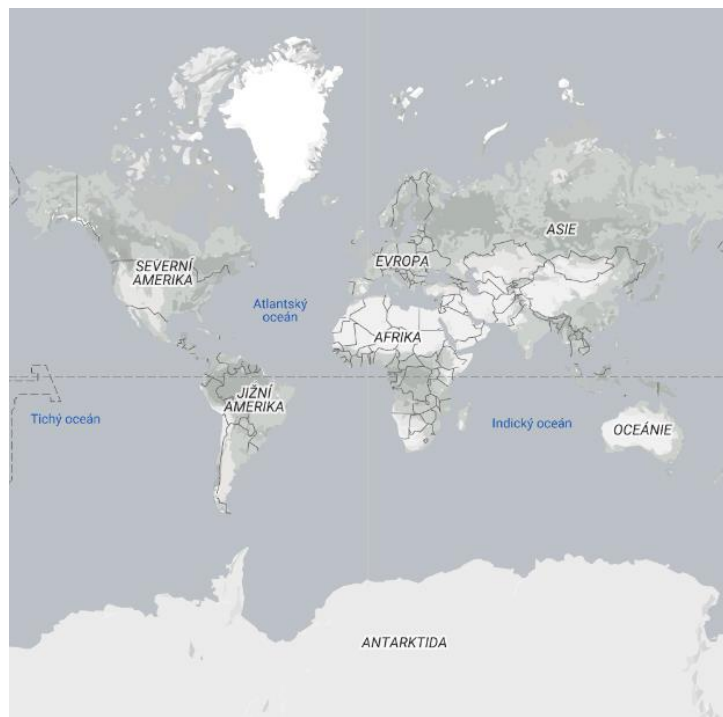 ASIE
EVROPA
SEVERNÍ
AMERIKA
Atlantský
oceán
AFRIKA
JIŽNÍ
AMERIKA
Tichý oceán
Indický oceán
OCEÁNIE
ANTARKTIDA